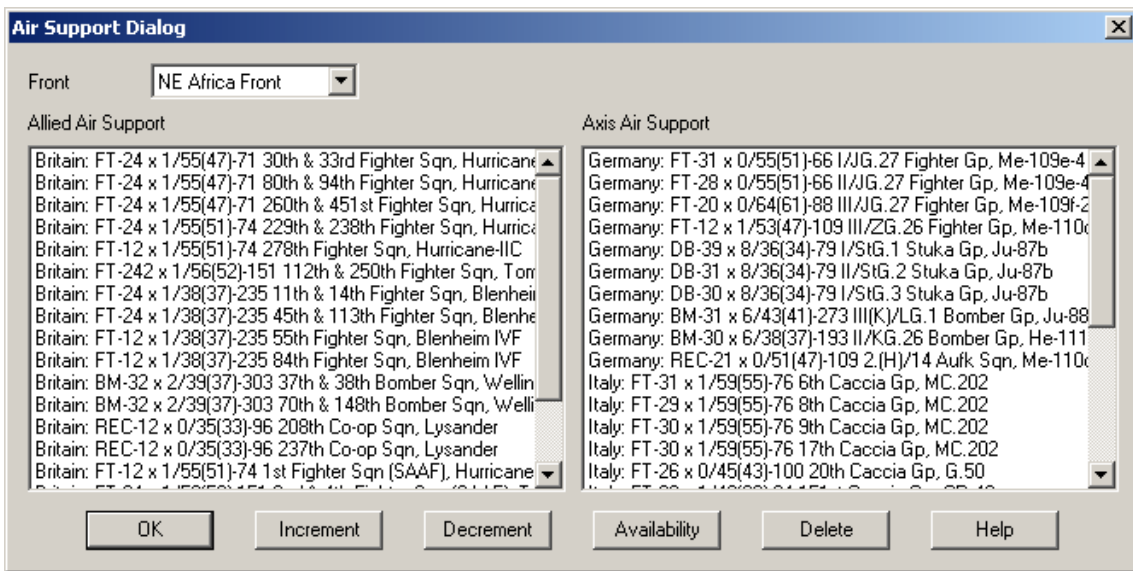 Air Support Dialog
Front
NE Africa Front
Allied Air Support
Axis Air Support
Britain: FT-24 x 1/55(47)-71 30th & 33rd Fighter Sqn, Hurricane
Britain: FT-24 x 1/55(47)-71 80th & 94th Fighter Sqn, Hurricane
Britain: FT-24 x 1/55(47)-71 260th & 451st Fighter Sqn, Hurrica
Britain: FT-24 x 1/55(51)-74 229th & 238th Fighter Sqn, Hurrica
Britain: FT-12 x 1/55(51)-74 278th Fighter Sqn, Hurricane-IIC
Britain: FT-242 x 1/56(52)-151 112th & 250th Fighter Sqn, Tom
Britain: FT-24 x 1/38(37)-235 11th & 14th Fighter Sqn, Blenhei
Britain: FT-24 x 1/38(37)-235 45th & 113th Fighter Sqn, Blenhe
Britain: FT-12 x 1/38(37)-235 55th Fighter Sqn, Blenheim IVF
Britain: FT-12 x 1/38(37)-235 84th Fighter Sqn, Blenheim IVF
Britain: BM-32 x 2/39(37)-303 37th & 38th Bomber Sqn, Wellin
Britain: BM-32 x 2/39(37)-303 70th & 148th Bomber Sqn, Welli
Britain: REC-12 x 0/35(33)-96 208th Co-op Sqn, Lysander
Britain: REC-12 x 0/35(33)-96 237th Co-op Sqn, Lysander
Britain: FT-12 x 1/55(51)-74 1st Fighter Sqn (SAAF), Hurricane
Germany: FT-31 x 0/55(51)-66 I/JG.27 Fighter Gp, Me-109e-4
Germany: FT-28 x 0/55(51)-66 II/JG.27 Fighter Gp, Me-109e-4
Germany: FT-20 x 0/64(61)-88 III/JG.27 Fighter Gp, Me-109f-2
Germany: FT-12 x 1/53(47)-109 III/ZG.26 Fighter Gp, Me-110c
Germany: DB-39 x 8/36(34)-79 I/StG.1 Stuka Gp, Ju-87b
Germany: DB-31 x 8/36(34)-79 II/StG.2 Stuka Gp, Ju-87b
Germany: DB-30 x 8/36(34)-79 I/StG.3 Stuka Gp, Ju-87b
Germany: BM-31 x 6/43(41)-273 III(K)/LG.1 Bomber Gp, Ju-88
Germany: BM-30 x 6/38(37)-193 II/KG.26 Bomber Gp, He-111
Germany: REC-21 x 0/51(47)-109 2.(H)/14 Aufk Sqn, Me-110c
Italy: FT-31 x 1/59(55)-76 6th Caccia Gp, MC.202
Italy: FT-29 x 1/59(55)-76 8th Caccia Gp, MC.202
Italy: FT-30 x 1/59(55)-76 9th Caccia Gp, MC.202
Italy: FT-30 x 1/59(55)-76 17th Caccia Gp, MC.202
Italy: FT-26 x 0/45(43)-100 20th Caccia Gp, G.50
OK
Increment
Decrement
Availability
Delete
Help